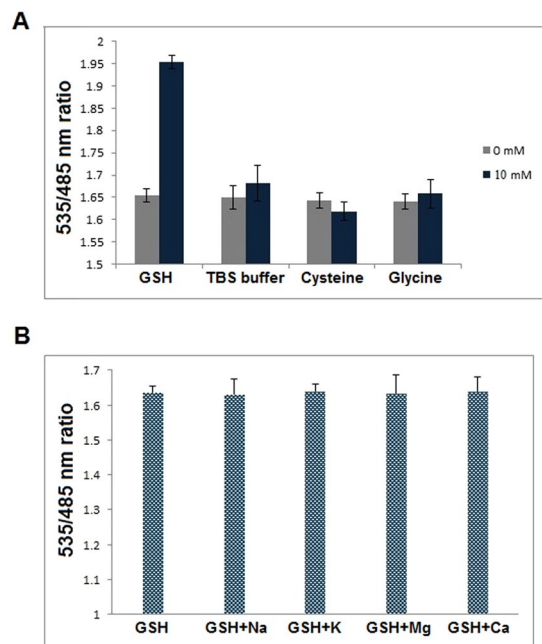 A
535/485 nm ratio
2
1.95
1.9
1.85
1.8
1.75
1.7
1.65
1.6
1.55
1.5
GSH TBS buffer Cysteine Glycine
0 mM
10 mM
B
535/485 nm ratio
1.7
1.6
1.5
1.4
1.3
1.2
1.1
1
GSH GSH+Na GSH+K GSH+Mg GSH+Ca